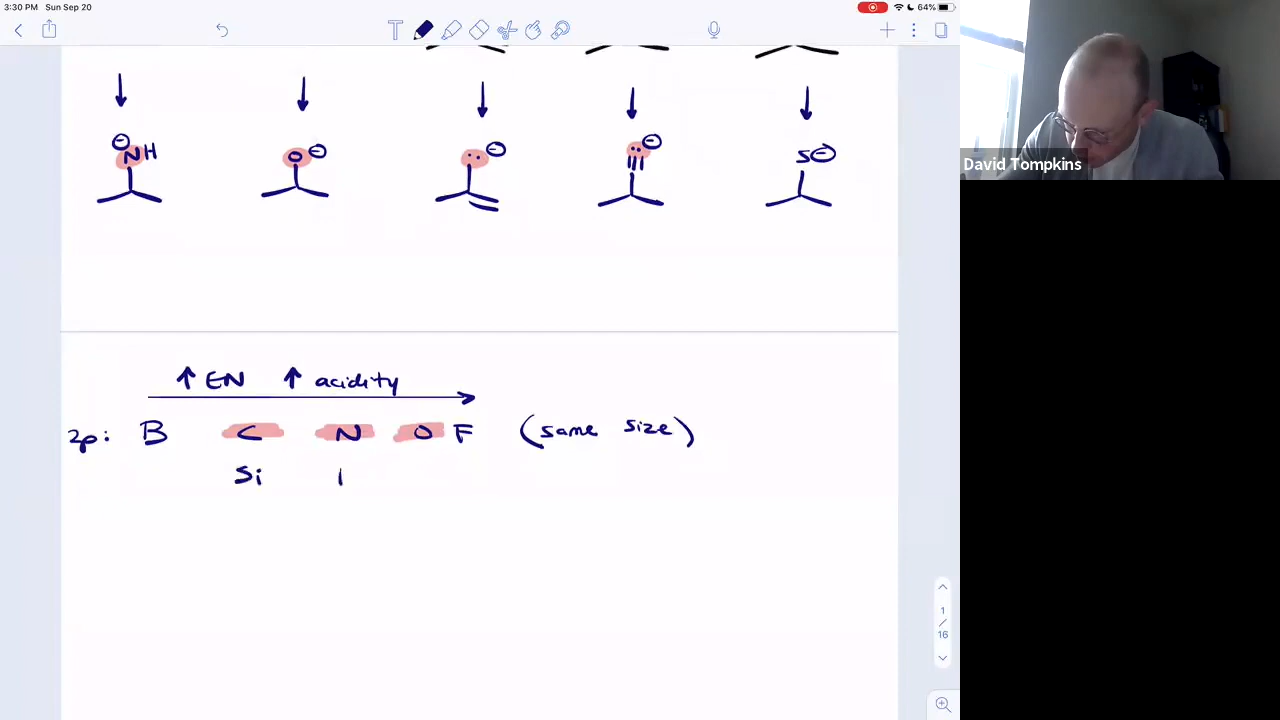 3:30 PM Sun Sep 20 64%
T
⊖ NH O ⊖ : ⊖ : ⊖ S ⊖
David Tompkins
↑ EN ↑ acidity
2p: B C N O F (same size)
Si
1
/
16